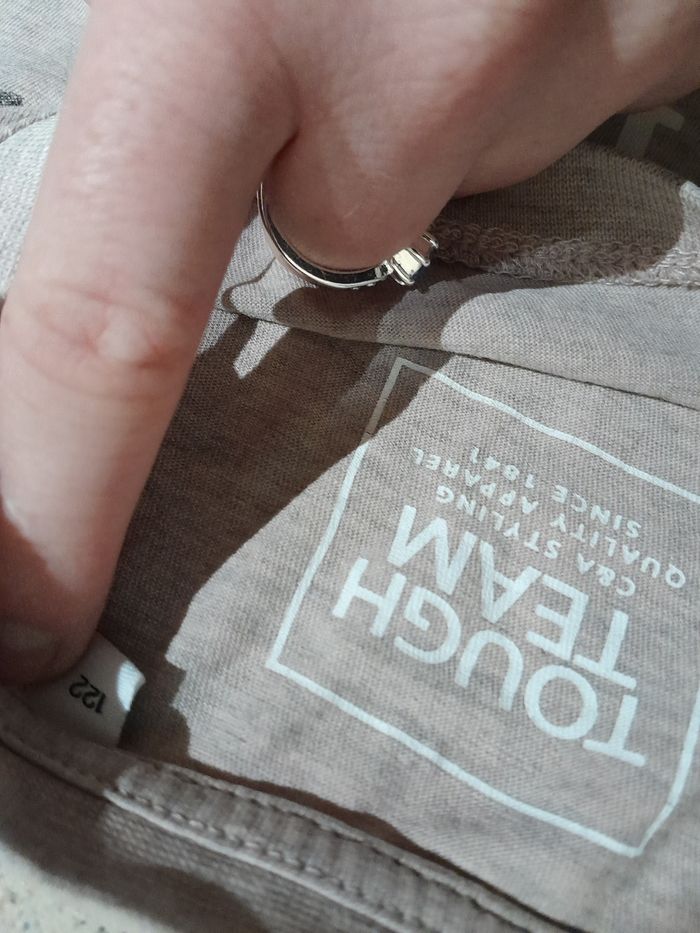 TOUGH
TEAM
C&A STYLING
QUALITY APPAREL
SINCE 1841
122